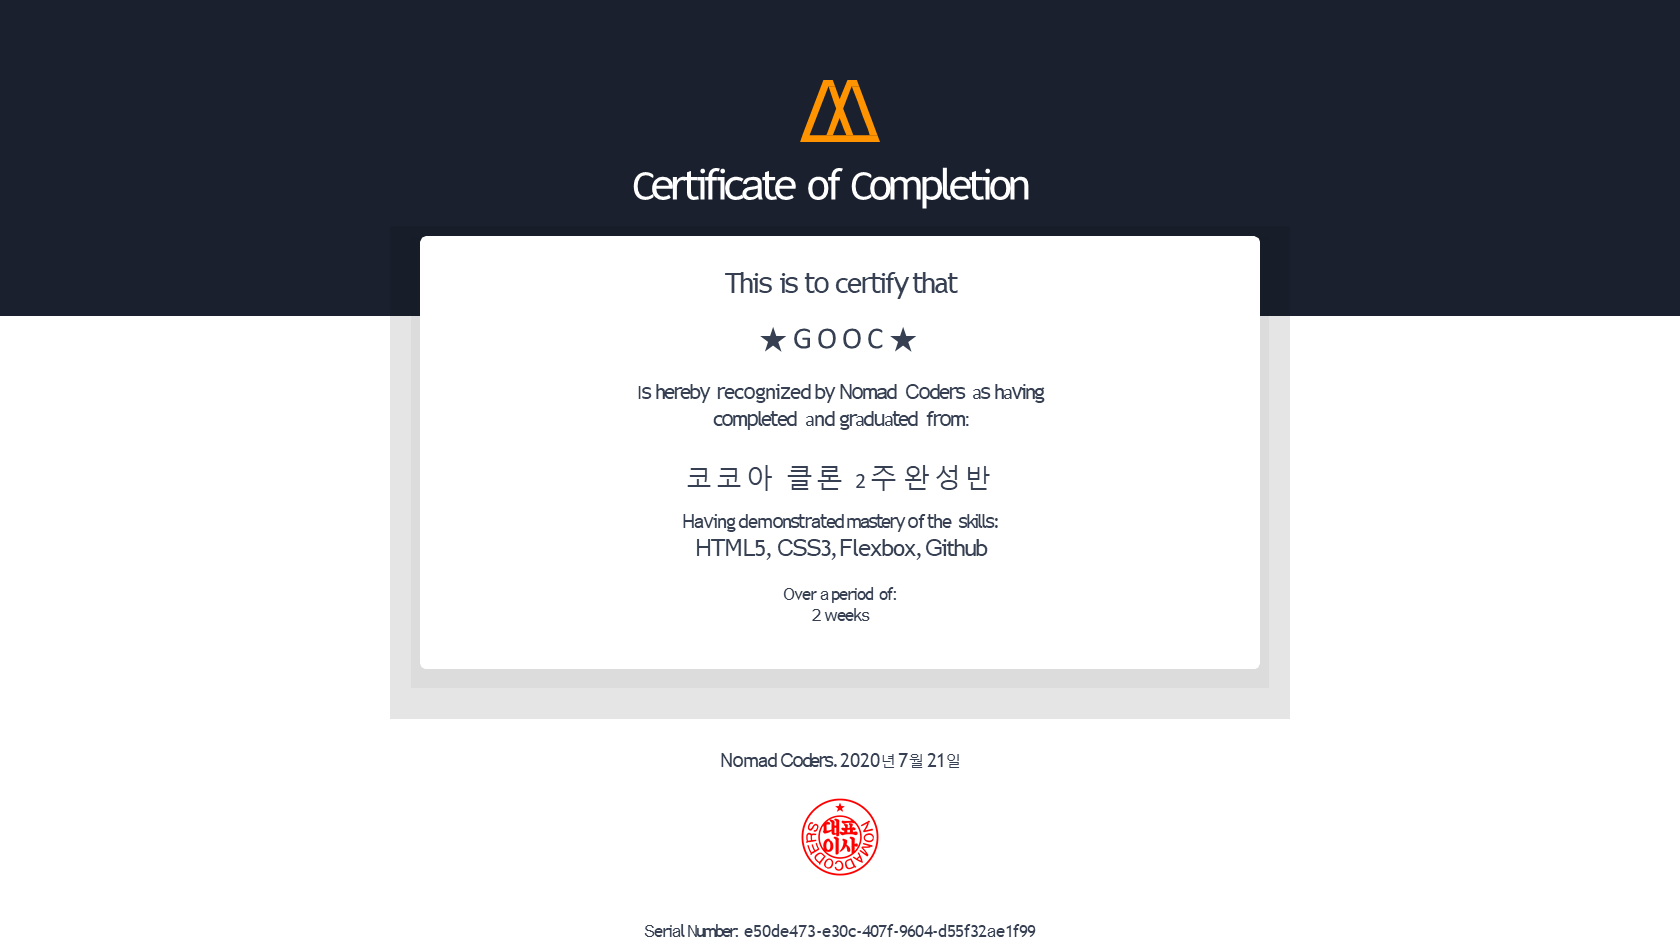 Certificate of Completion
This is to certify that
★GOOC★
Is hereby recognized by Nomad Coders as having
completed and graduated from:
코코아 클론 2주 완성반
Having demonstrated mastery of the skills:
HTML5, CSS3, Flexbox, Github
Over a period of:
2 weeks
Nomad Coders. 2020년 7월 21일
대표
이사
NOMADCODERS
Serial Number: e50de473-e30c-407f-9604-d55f32ae1f99